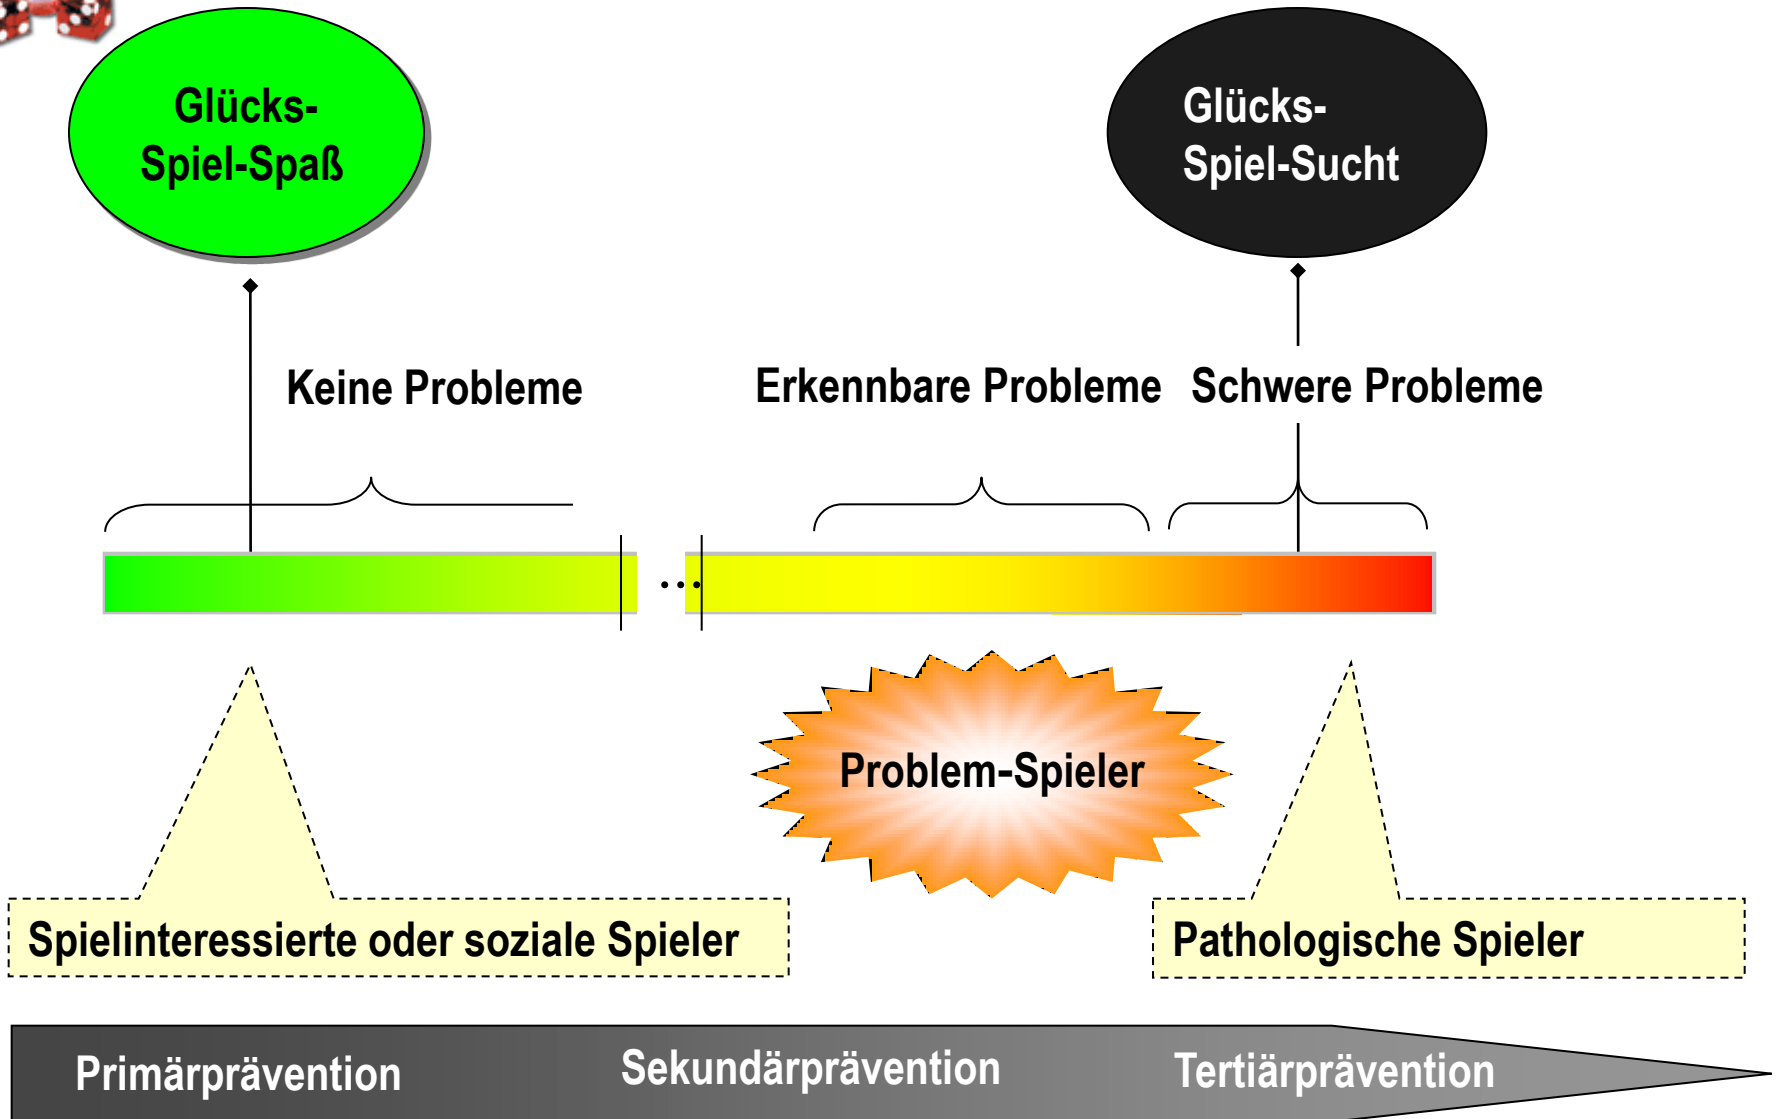 Glücks-
Spiel-Spaß
Glücks-
Spiel-Sucht
Keine Probleme
Erkennbare Probleme
Schwere Probleme
...
Problem-Spieler
Spielinteressierte oder soziale Spieler
Pathologische Spieler
Primärprävention
Sekundärprävention
Tertiärprävention